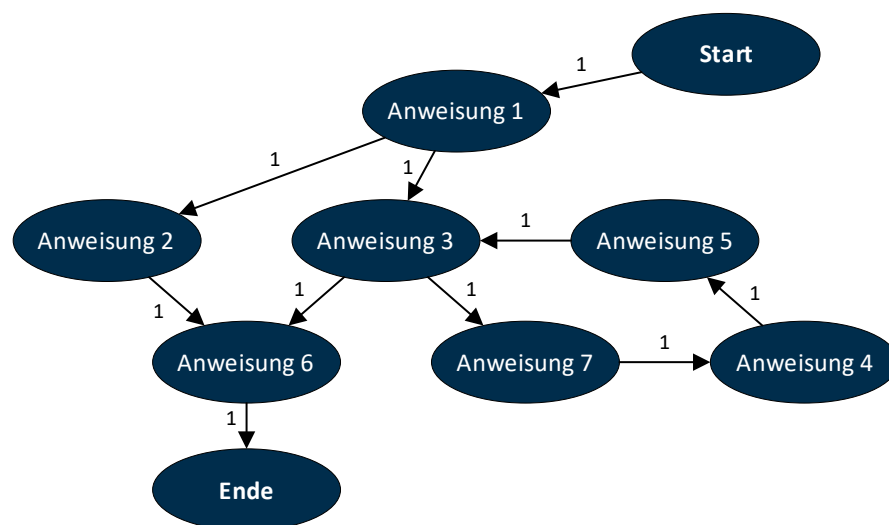 Start
1
Anweisung 1
1
1
Anweisung 2
Anweisung 3
1
Anweisung 5
1
1
1
1
Anweisung 6
Anweisung 7
1
Anweisung 4
1
Ende